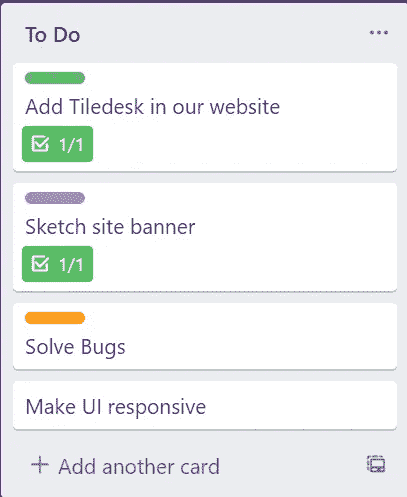 To Do
Add Tiledesk in our website
1/1
Sketch site banner
1/1
Solve Bugs
Make UI responsive
+ Add another card